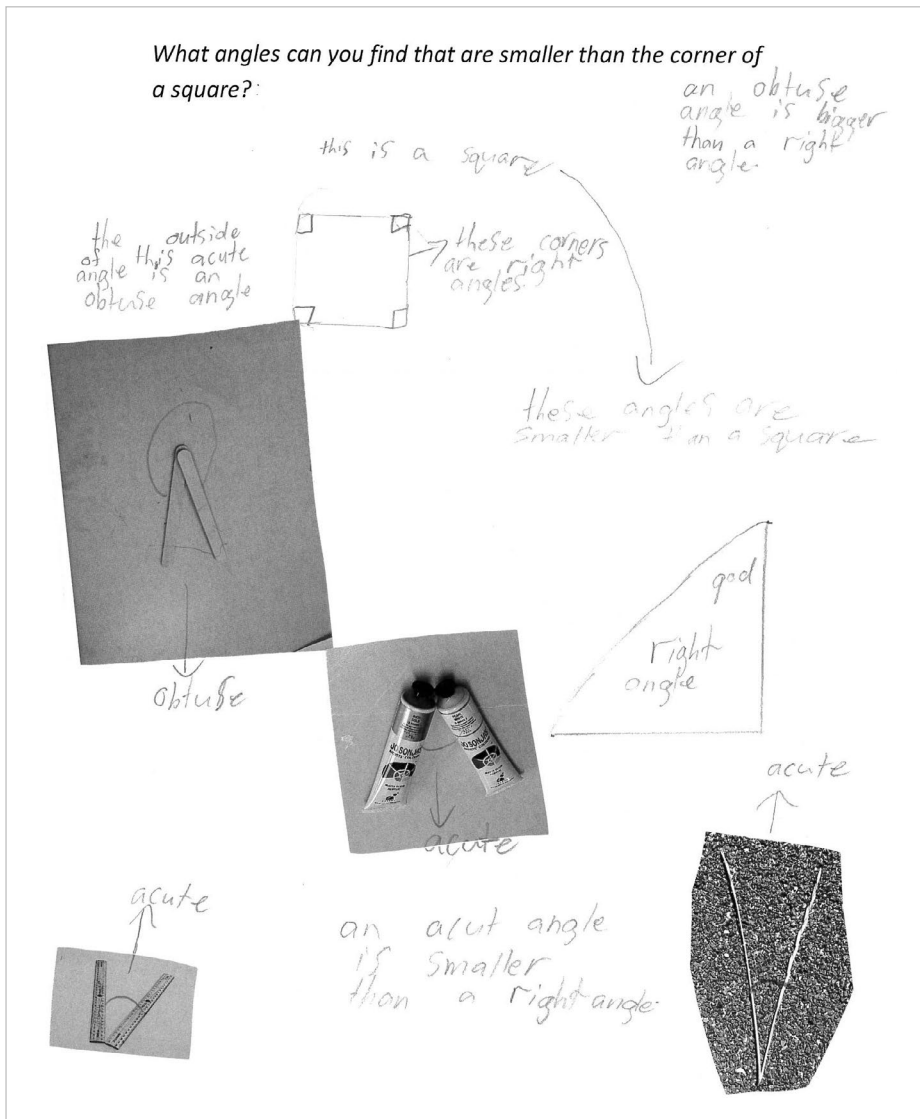 What angles can you find that are smaller than the corner of
a square?
an obtuse
angle is bigger
than a right
angle.
this is a square
the outside
of this acute
angle is an
obtuse angle
these corners
are right
angles.
these angles are
smaller than a square
god
right
angle
obtuse
acute
acute
acute
an acut angle
is smaller
than a right angle.